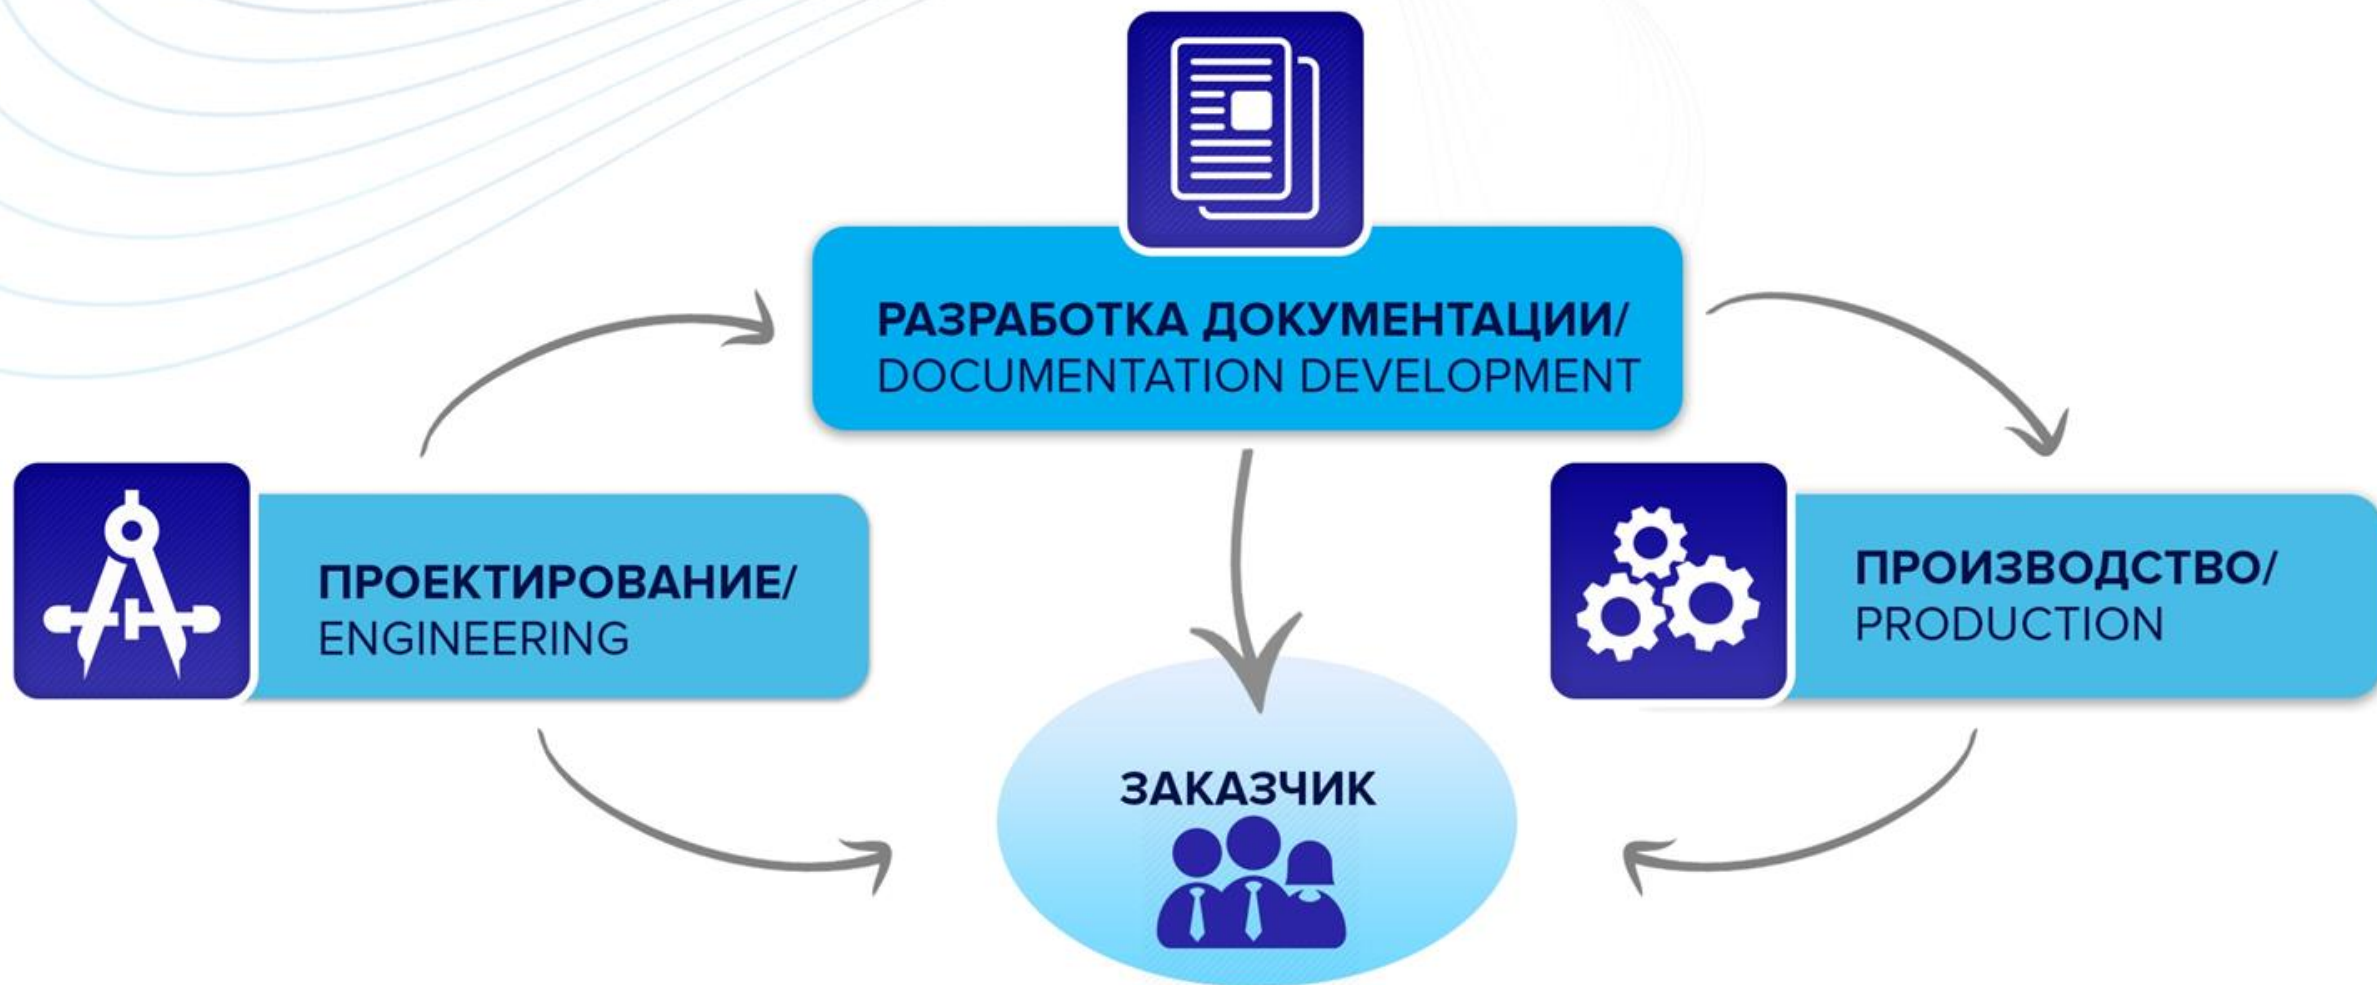 РАЗРАБОТКА ДОКУМЕНТАЦИИ/
DOCUMENTATION DEVELOPMENT
ПРОЕКТИРОВАНИЕ/
ENGINEERING
ПРОИЗВОДСТВО/
PRODUCTION
ЗАКАЗЧИК